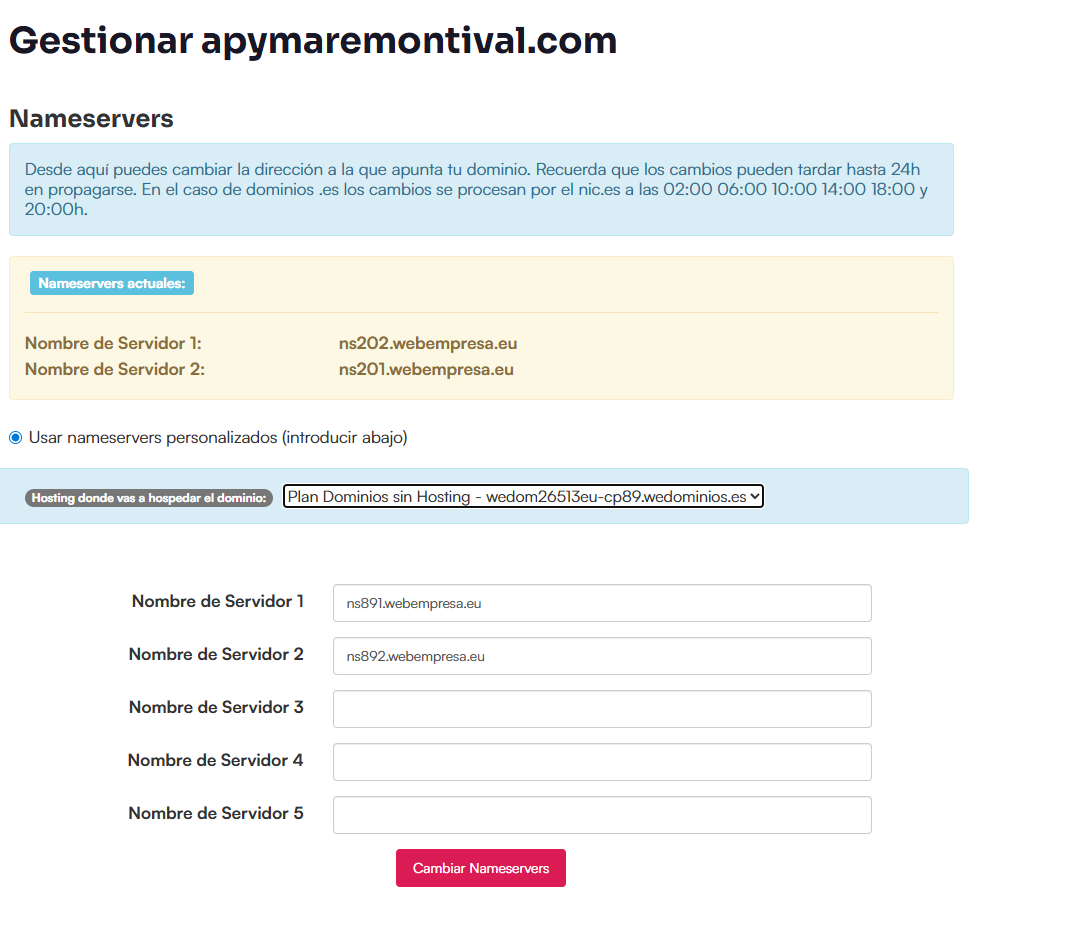 Gestionar apymaremontival.com
Nameservers
Desde aquí puedes cambiar la dirección a la que apunta tu dominio. Recuerda que los cambios pueden tardar hasta 24h
en propagarse. En el caso de dominios .es los cambios se procesan por el nic.es a las 02:00 06:00 10:00 14:00 18:00 y
20:00h.
Nameservers actuales:
Nombre de Servidor 1: ns202.webempresa.eu
Nombre de Servidor 2: ns201.webempresa.eu
Usar nameservers personalizados (introducir abajo)
Hosting donde vas a hospedar el dominio: Plan Dominios sin Hosting - wedom26513eu-cp89.wedominios.es
Nombre de Servidor 1 ns891.webempresa.eu
Nombre de Servidor 2 ns892.webempresa.eu
Nombre de Servidor 3
Nombre de Servidor 4
Nombre de Servidor 5
Cambiar Nameservers